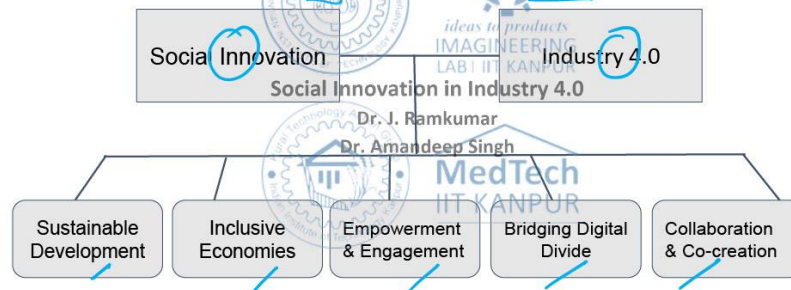 ideas to products
IMAGINEERING
LAB | IIT KANPUR
Social Innovation
Industry 4.0
Social Innovation in Industry 4.0
Dr. J. Ramkumar
Dr. Amandeep Singh
MedTech
IIT KANPUR
Sustainable
Development
Inclusive
Economies
Empowerment
& Engagement
Bridging Digital
Divide
Collaboration
& Co-creation